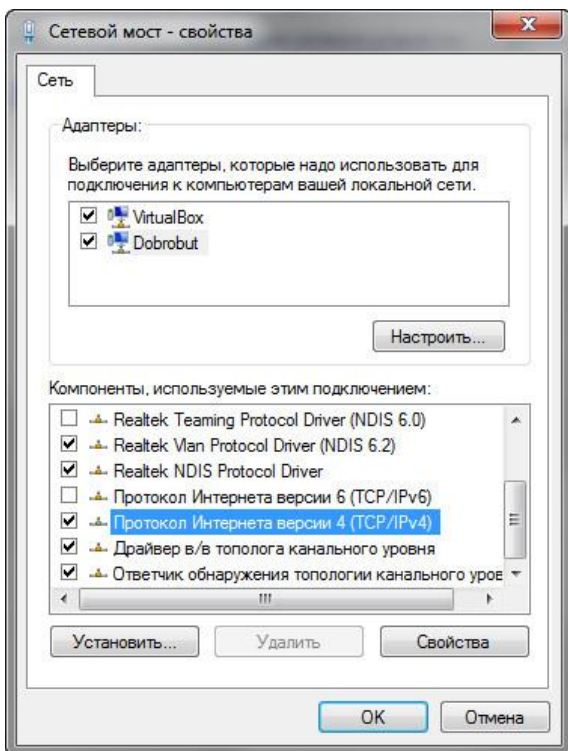 Сетевой мост - свойства
Сеть
Адаптеры:
Выберите адаптеры, которые надо использовать для
подключения к компьютерам вашей локальной сети.
VirtualBox
Dobrobut
Настроить...
Компоненты, используемые этим подключением:
Realtek Teaming Protocol Driver (NDIS 6.0)
Realtek Vlan Protocol Driver (NDIS 6.2)
Realtek NDIS Protocol Driver
Протокол Интернета версии 6 (TCP/IPv6)
Протокол Интернета версии 4 (TCP/IPv4)
Драйвер в/в тополога канального уровня
Ответчик обнаружения топологии канального уров
Установить...
Удалить
Свойства
OK
Отмена